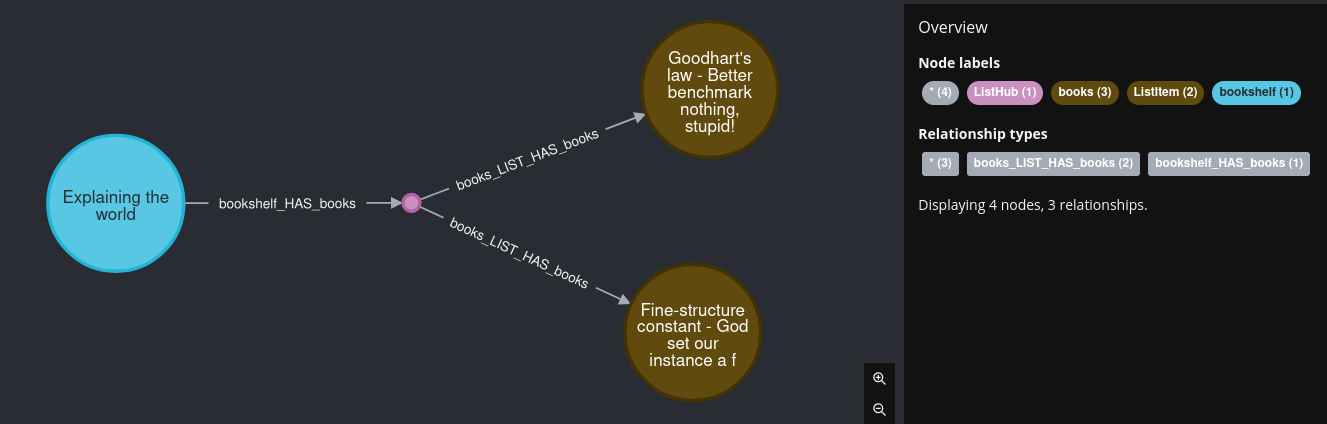 Explaining the
world
bookshelf_HAS_books
books_LIST_HAS_books
books_LIST_HAS_books
Goodhart's
law - Better
benchmark
nothing,
stupid!
Fine-structure
constant - God
set our
instance a f
Overview
Node labels
* (4) ListHub (1) books (3) ListItem (2) bookshelf (1)
Relationship types
* (3) books_LIST_HAS_books (2) bookshelf_HAS_books (1)
Displaying 4 nodes, 3 relationships.